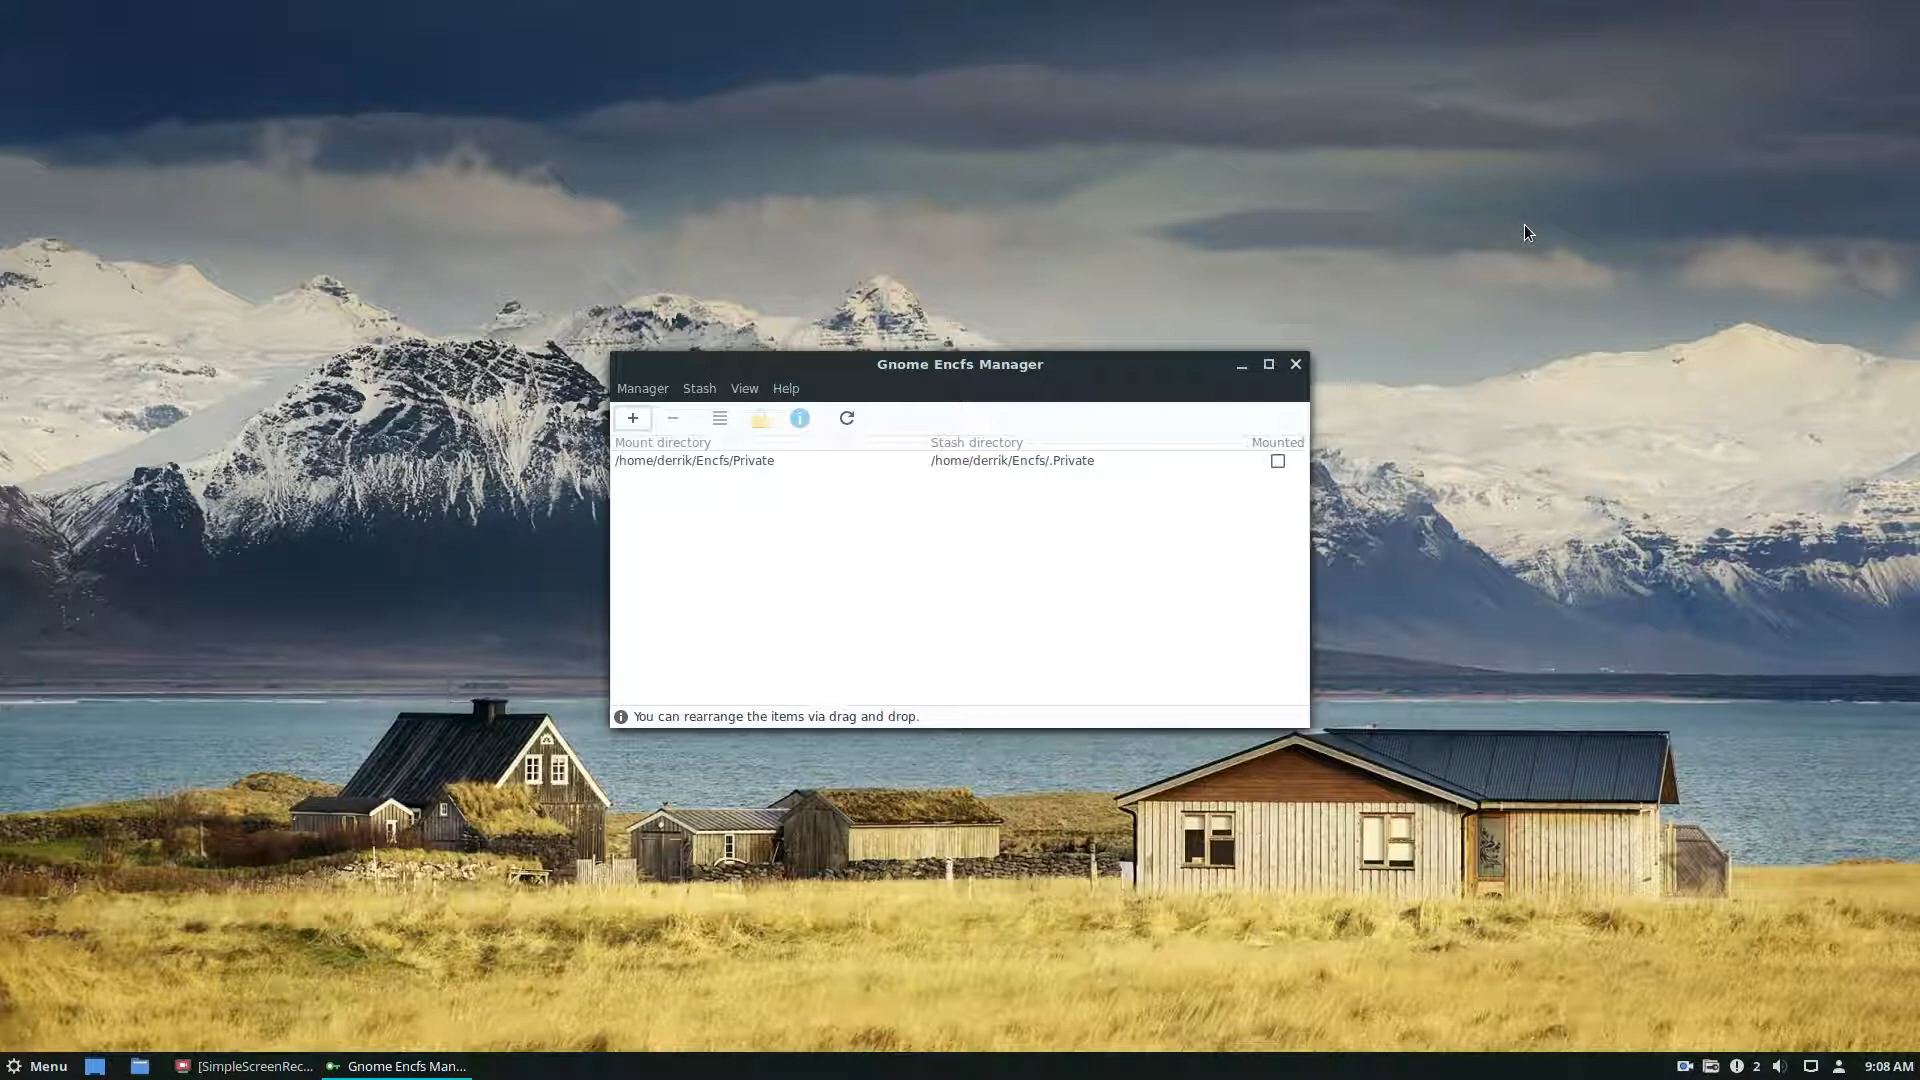 Gnome Encfs Manager
Manager Stash View Help
Mount directory Stash directory Mounted
/home/derrik/Encfs/Private /home/derrik/Encfs/.Private
You can rearrange the items via drag and drop.
Menu [SimpleScreenRec... Gnome Encfs Man... 2 9:08 AM